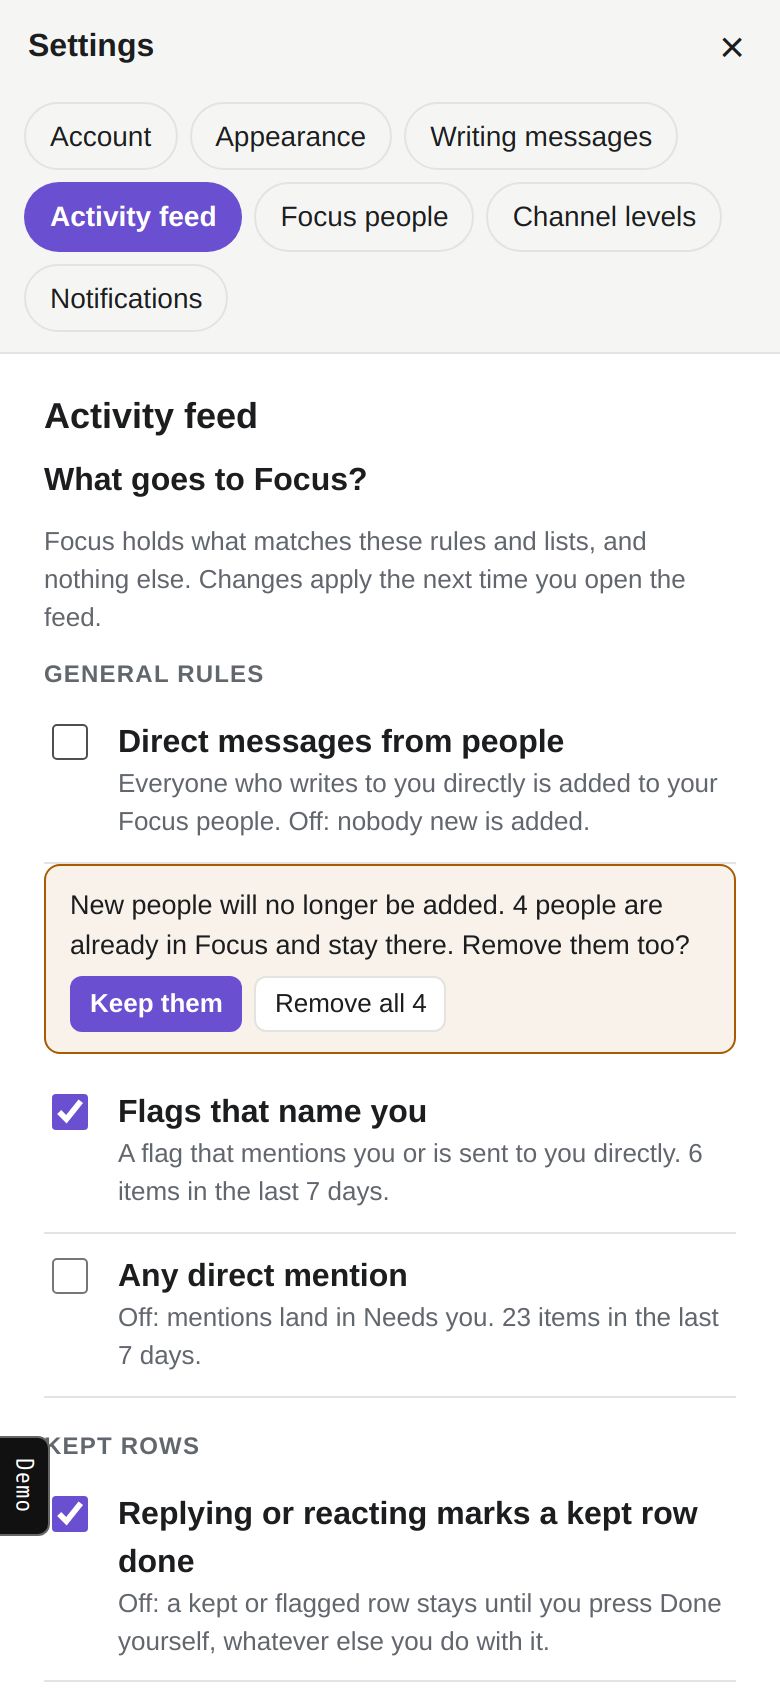 Settings
Account
Appearance
Writing messages
Activity feed
Focus people
Channel levels
Notifications
Activity feed
What goes to Focus?
Focus holds what matches these rules and lists, and
nothing else. Changes apply the next time you open the
feed.
GENERAL RULES
Direct messages from people
Everyone who writes to you directly is added to your
Focus people. Off: nobody new is added.
New people will no longer be added. 4 people are
already in Focus and stay there. Remove them too?
Keep them
Remove all 4
Flags that name you
A flag that mentions you or is sent to you directly. 6
items in the last 7 days.
Any direct mention
Off: mentions land in Needs you. 23 items in the last
7 days.
KEPT ROWS
Demo
Replying or reacting marks a kept row
done
Off: a kept or flagged row stays until you press Done
yourself, whatever else you do with it.